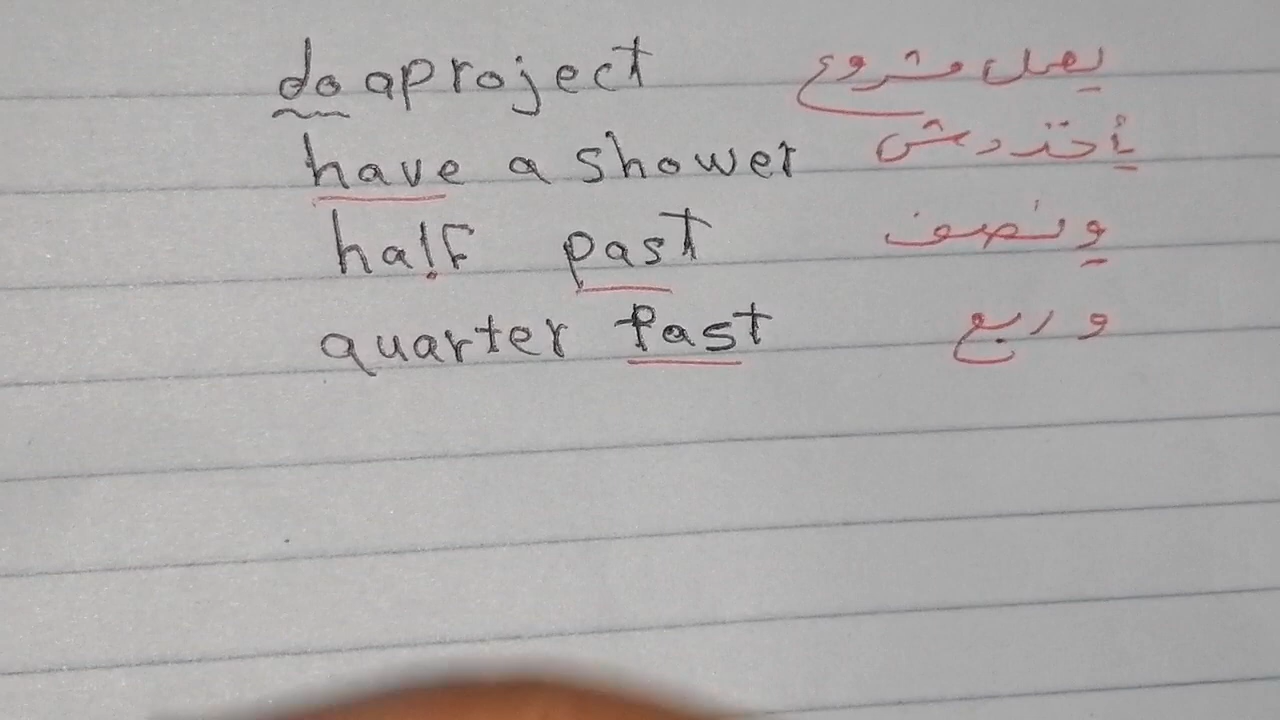 do a project يعمل مشروع
have a shower يأخذ دش
half past ونصف
quarter past وربع